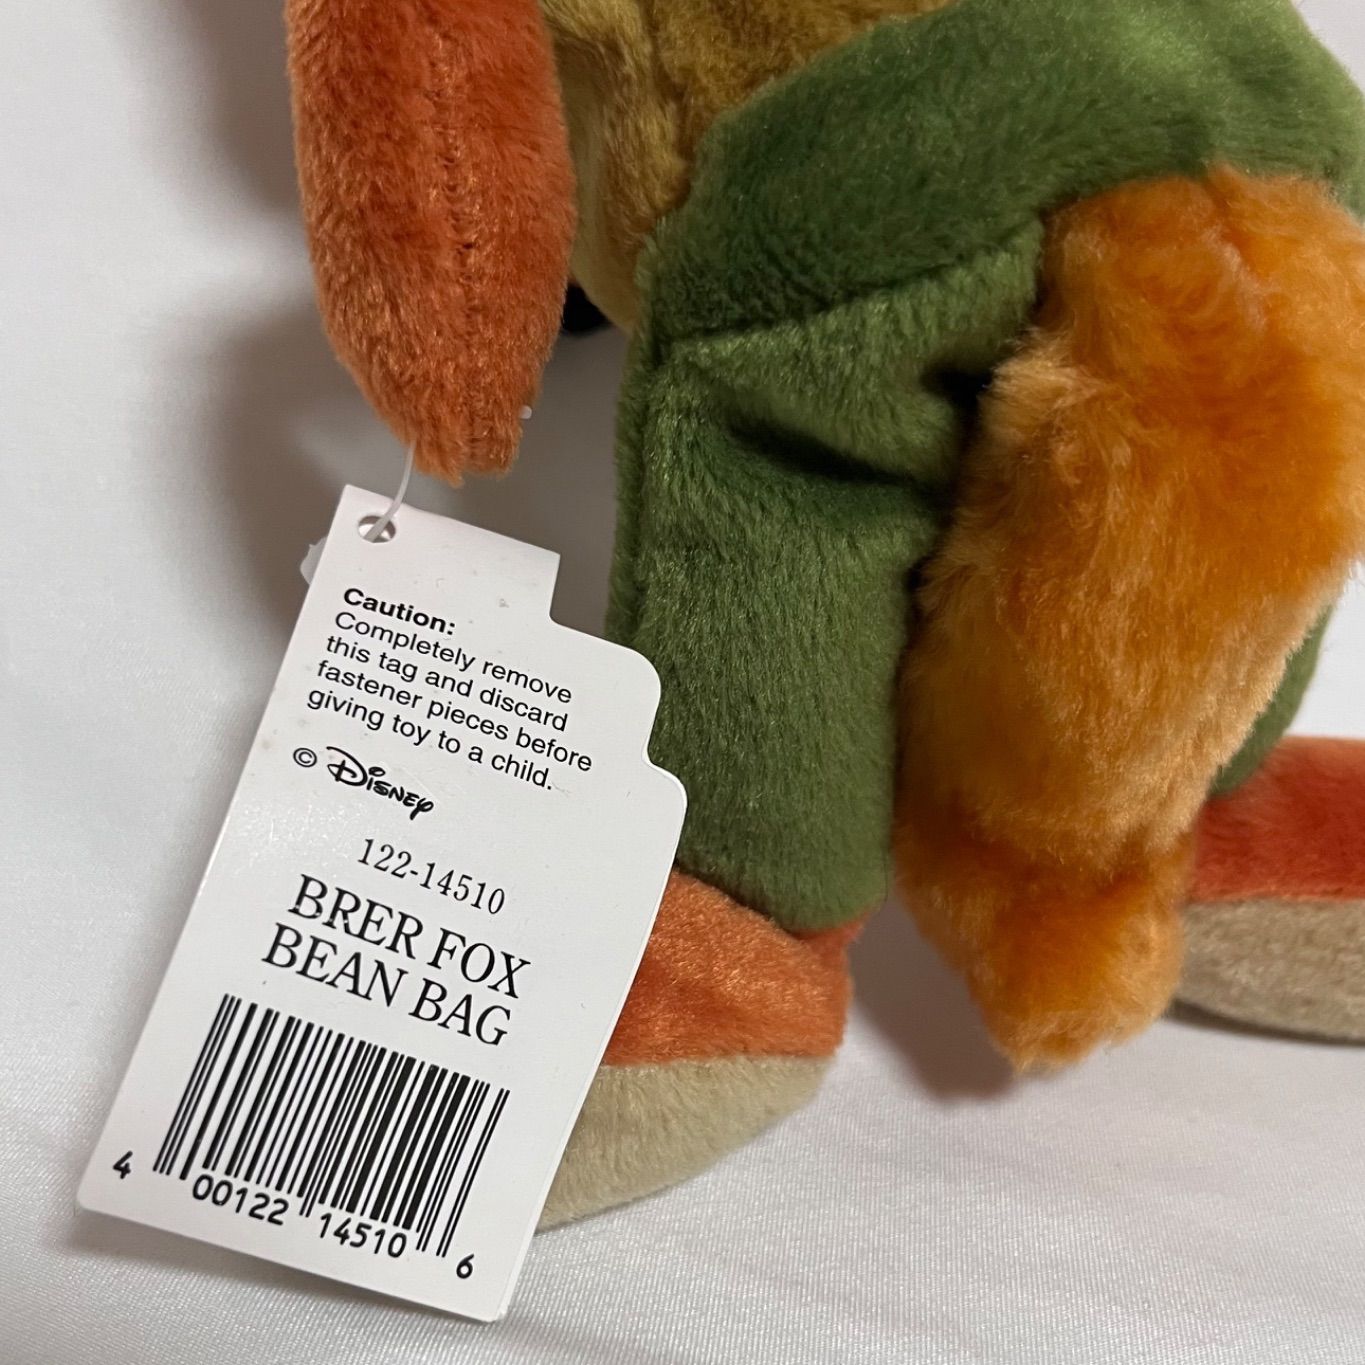 Caution:
Completely remove
this tag and discard
fastener pieces before
giving toy to a child.
© Disney
122-14510
BRER FOX
BEAN BAG
4 00122 14510 6